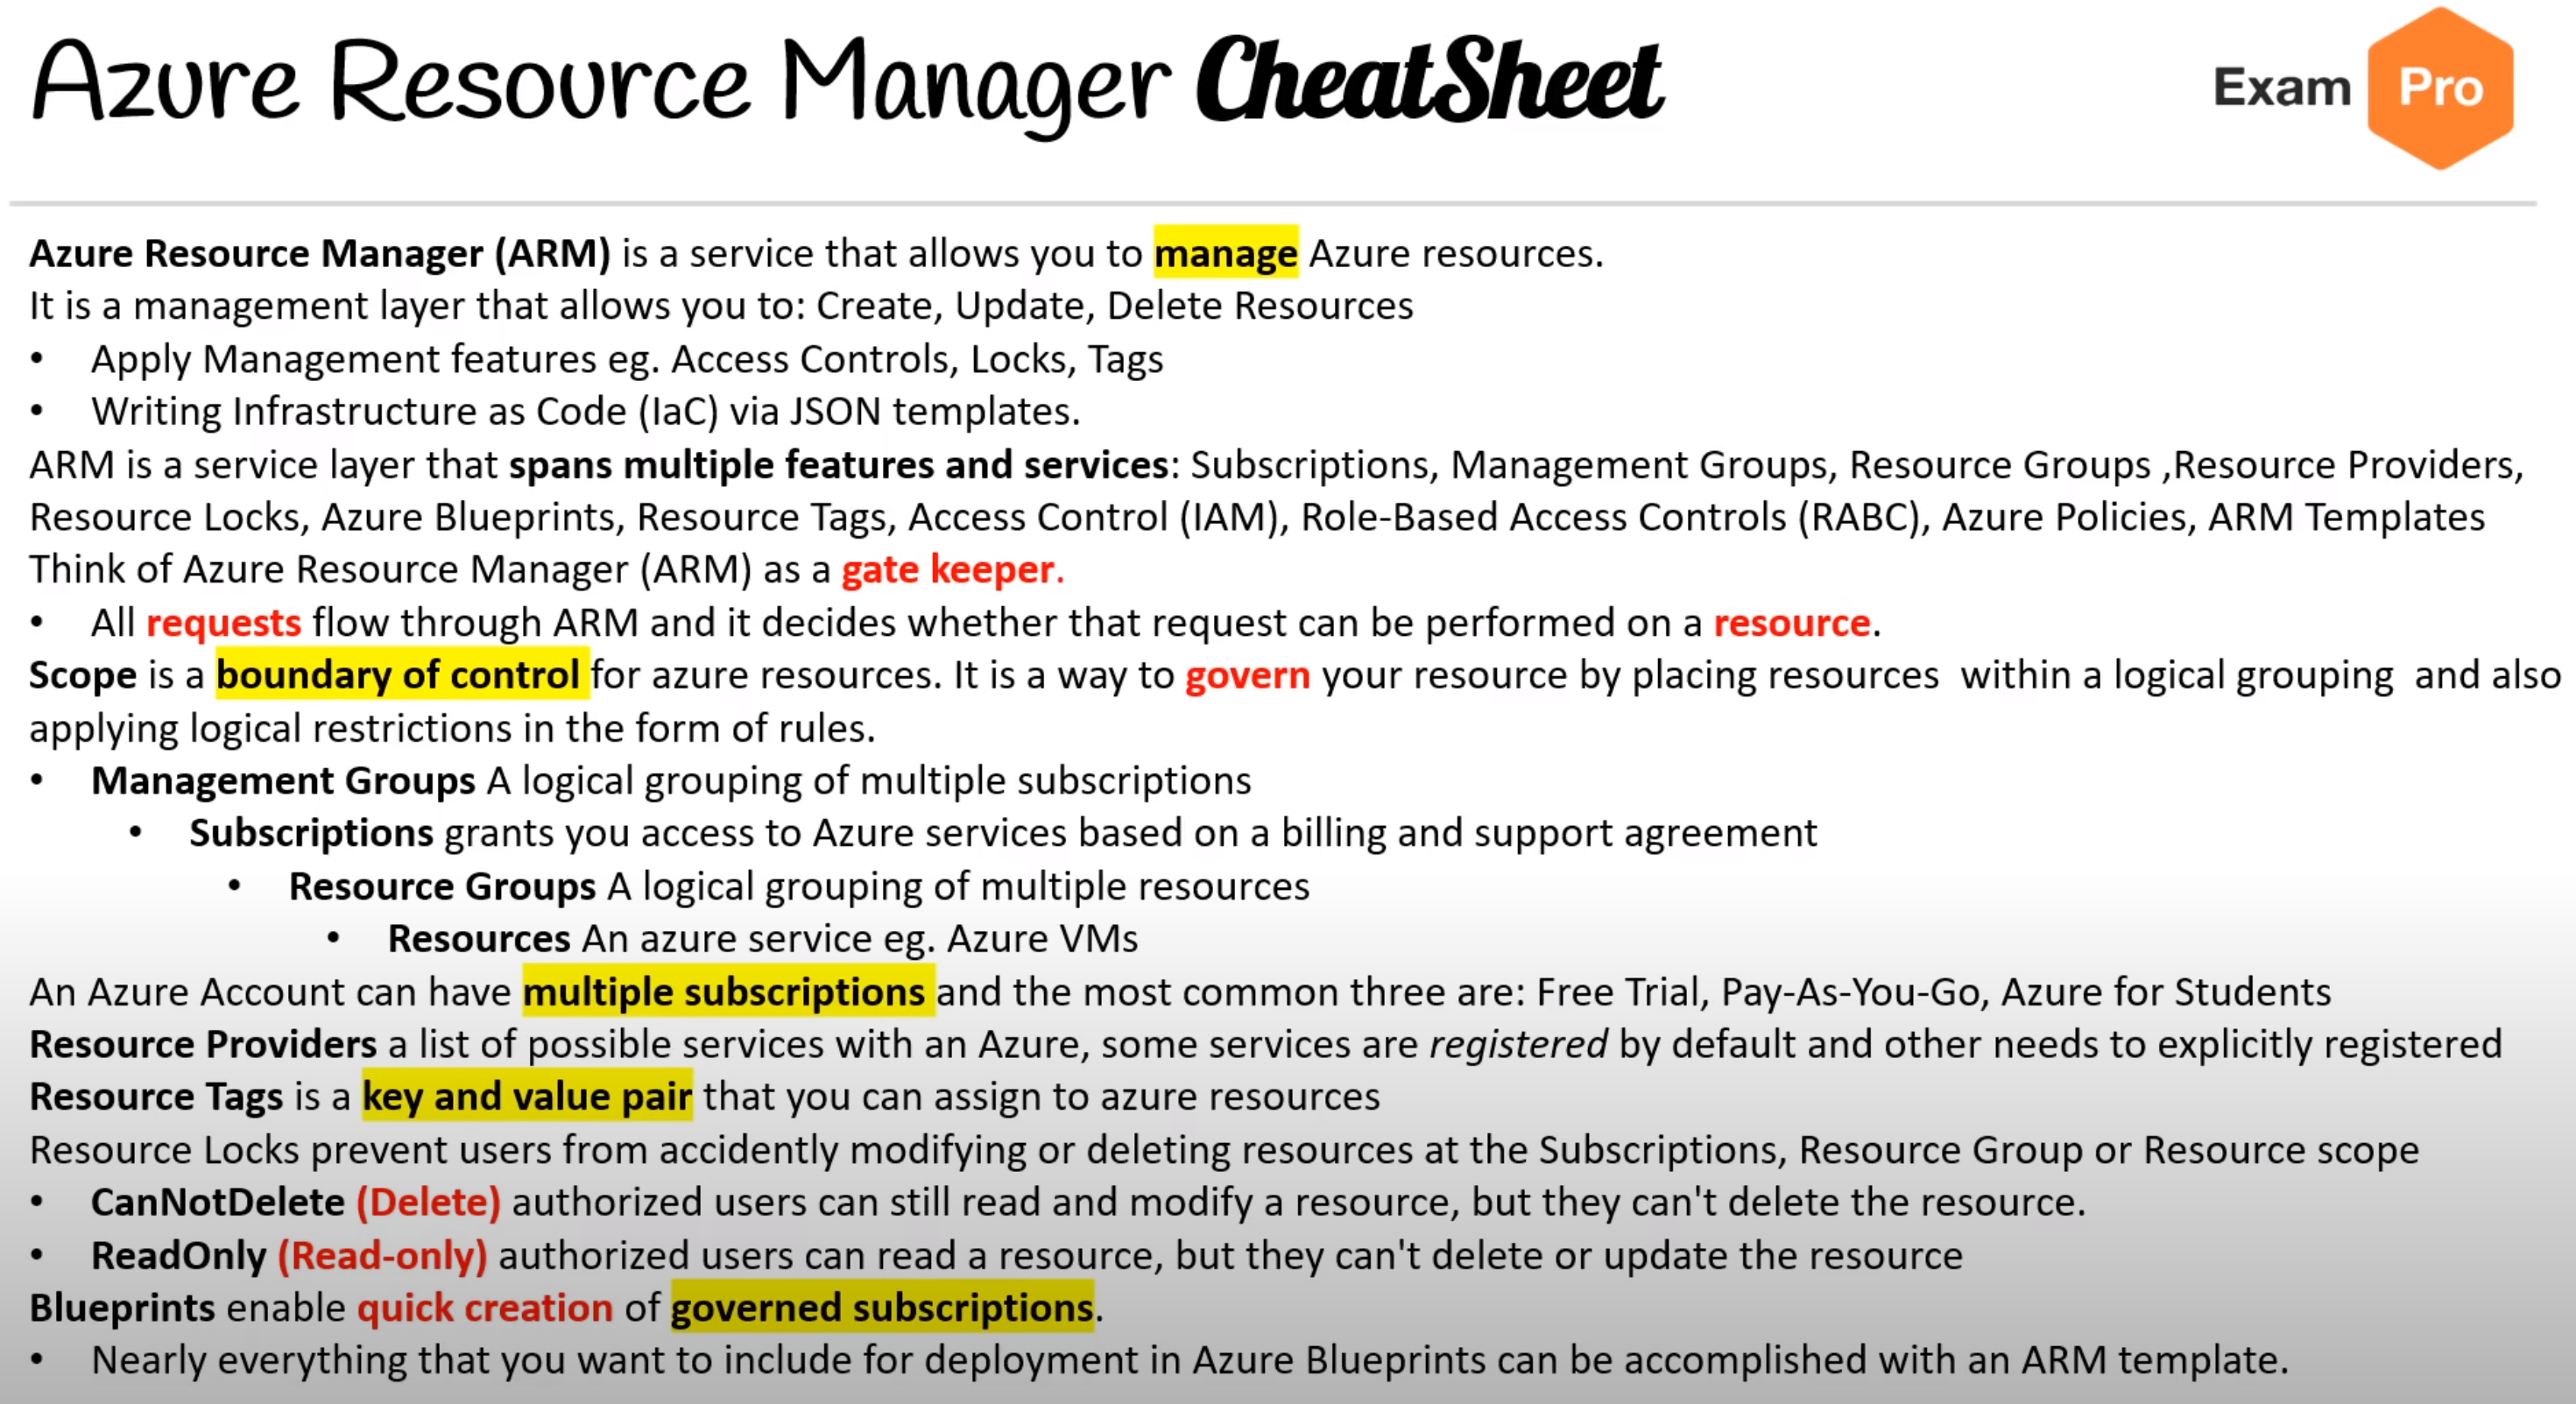 Azure Resource Manager CheatSheet
Exam Pro
Azure Resource Manager (ARM) is a service that allows you to manage Azure resources.
It is a management layer that allows you to: Create, Update, Delete Resources
• Apply Management features eg. Access Controls, Locks, Tags
• Writing Infrastructure as Code (IaC) via JSON templates.
ARM is a service layer that spans multiple features and services: Subscriptions, Management Groups, Resource Groups ,Resource Providers,
Resource Locks, Azure Blueprints, Resource Tags, Access Control (IAM), Role-Based Access Controls (RABC), Azure Policies, ARM Templates
Think of Azure Resource Manager (ARM) as a gate keeper.
• All requests flow through ARM and it decides whether that request can be performed on a resource.
Scope is a boundary of control for azure resources. It is a way to govern your resource by placing resources within a logical grouping and also
applying logical restrictions in the form of rules.
• Management Groups A logical grouping of multiple subscriptions
• Subscriptions grants you access to Azure services based on a billing and support agreement
• Resource Groups A logical grouping of multiple resources
• Resources An azure service eg. Azure VMs
An Azure Account can have multiple subscriptions and the most common three are: Free Trial, Pay-As-You-Go, Azure for Students
Resource Providers a list of possible services with an Azure, some services are registered by default and other needs to explicitly registered
Resource Tags is a key and value pair that you can assign to azure resources
Resource Locks prevent users from accidently modifying or deleting resources at the Subscriptions, Resource Group or Resource scope
• CanNotDelete (Delete) authorized users can still read and modify a resource, but they can't delete the resource.
• ReadOnly (Read-only) authorized users can read a resource, but they can't delete or update the resource
Blueprints enable quick creation of governed subscriptions.
• Nearly everything that you want to include for deployment in Azure Blueprints can be accomplished with an ARM template.